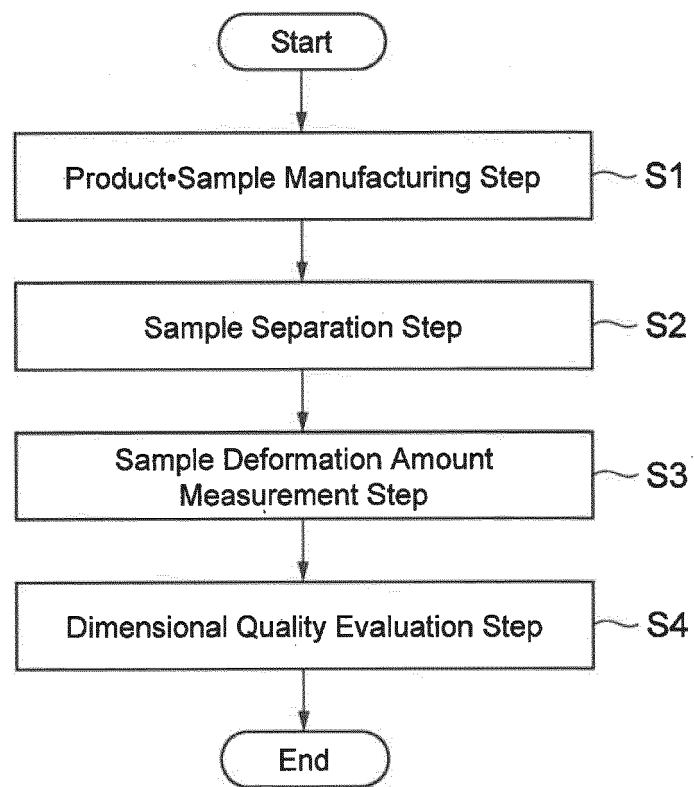 Start
Product•Sample Manufacturing Step
S1
Sample Separation Step
S2
Sample Deformation Amount
Measurement Step
S3
Dimensional Quality Evaluation Step
S4
End